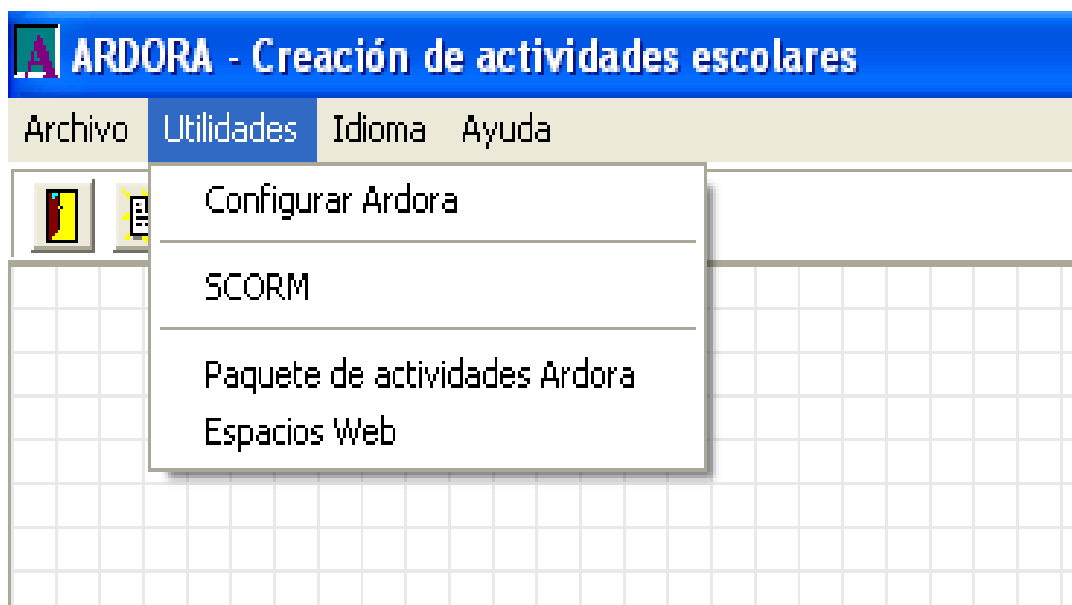 ARDORA - Creación de actividades escolares
Archivo Utilidades Idioma Ayuda
Configurar Ardora
SCORM
Paquete de actividades Ardora
Espacios Web